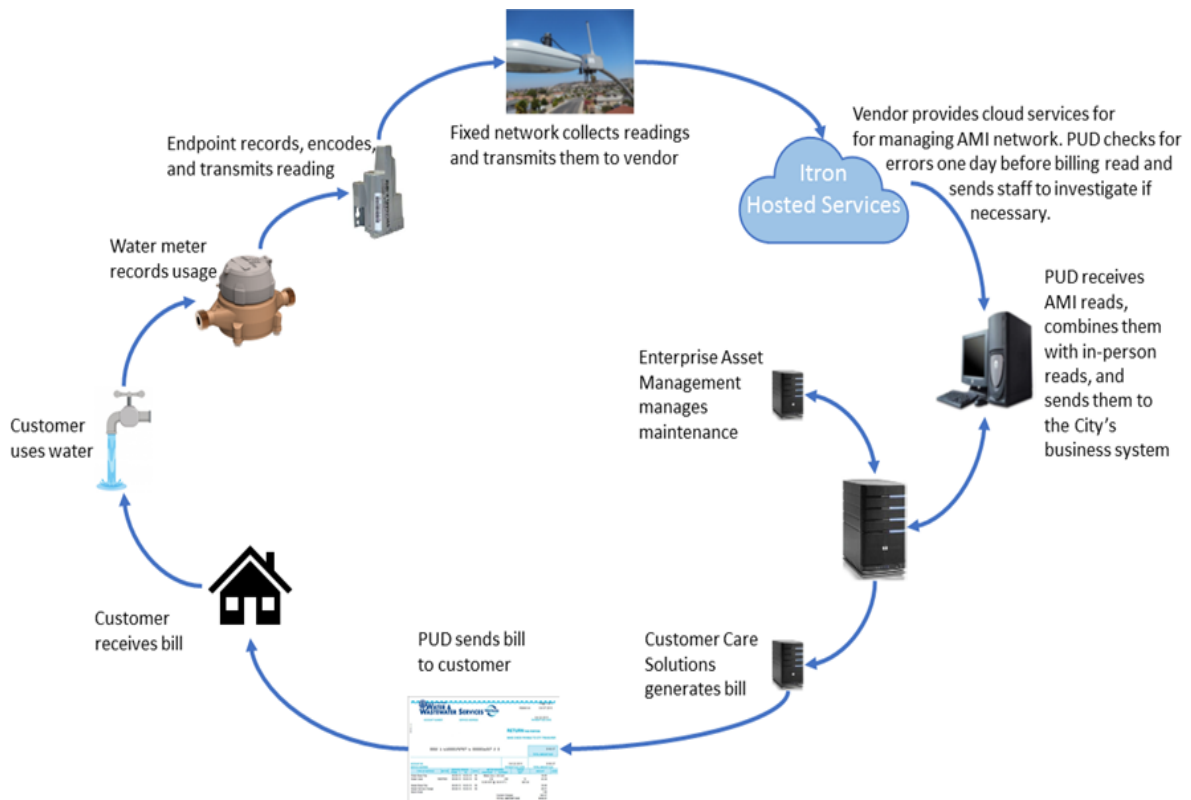 Fixed network collects readings
and transmits them to vendor
Vendor provides cloud services for
for managing AMI network. PUD checks for
errors one day before billing read and
sends staff to investigate if
necessary.
Itron
Hosted Services
Endpoint records, encodes,
and transmits reading
Water meter
records usage
PUD receives
AMI reads,
combines them
with in-person
reads, and
sends them to
the City's
business system
Enterprise Asset
Management
manages
maintenance
Customer
uses water
Customer
receives bill
PUD sends bill
to customer
Customer Care
Solutions
generates bill
WATER &
WASTEWATER SERVICES